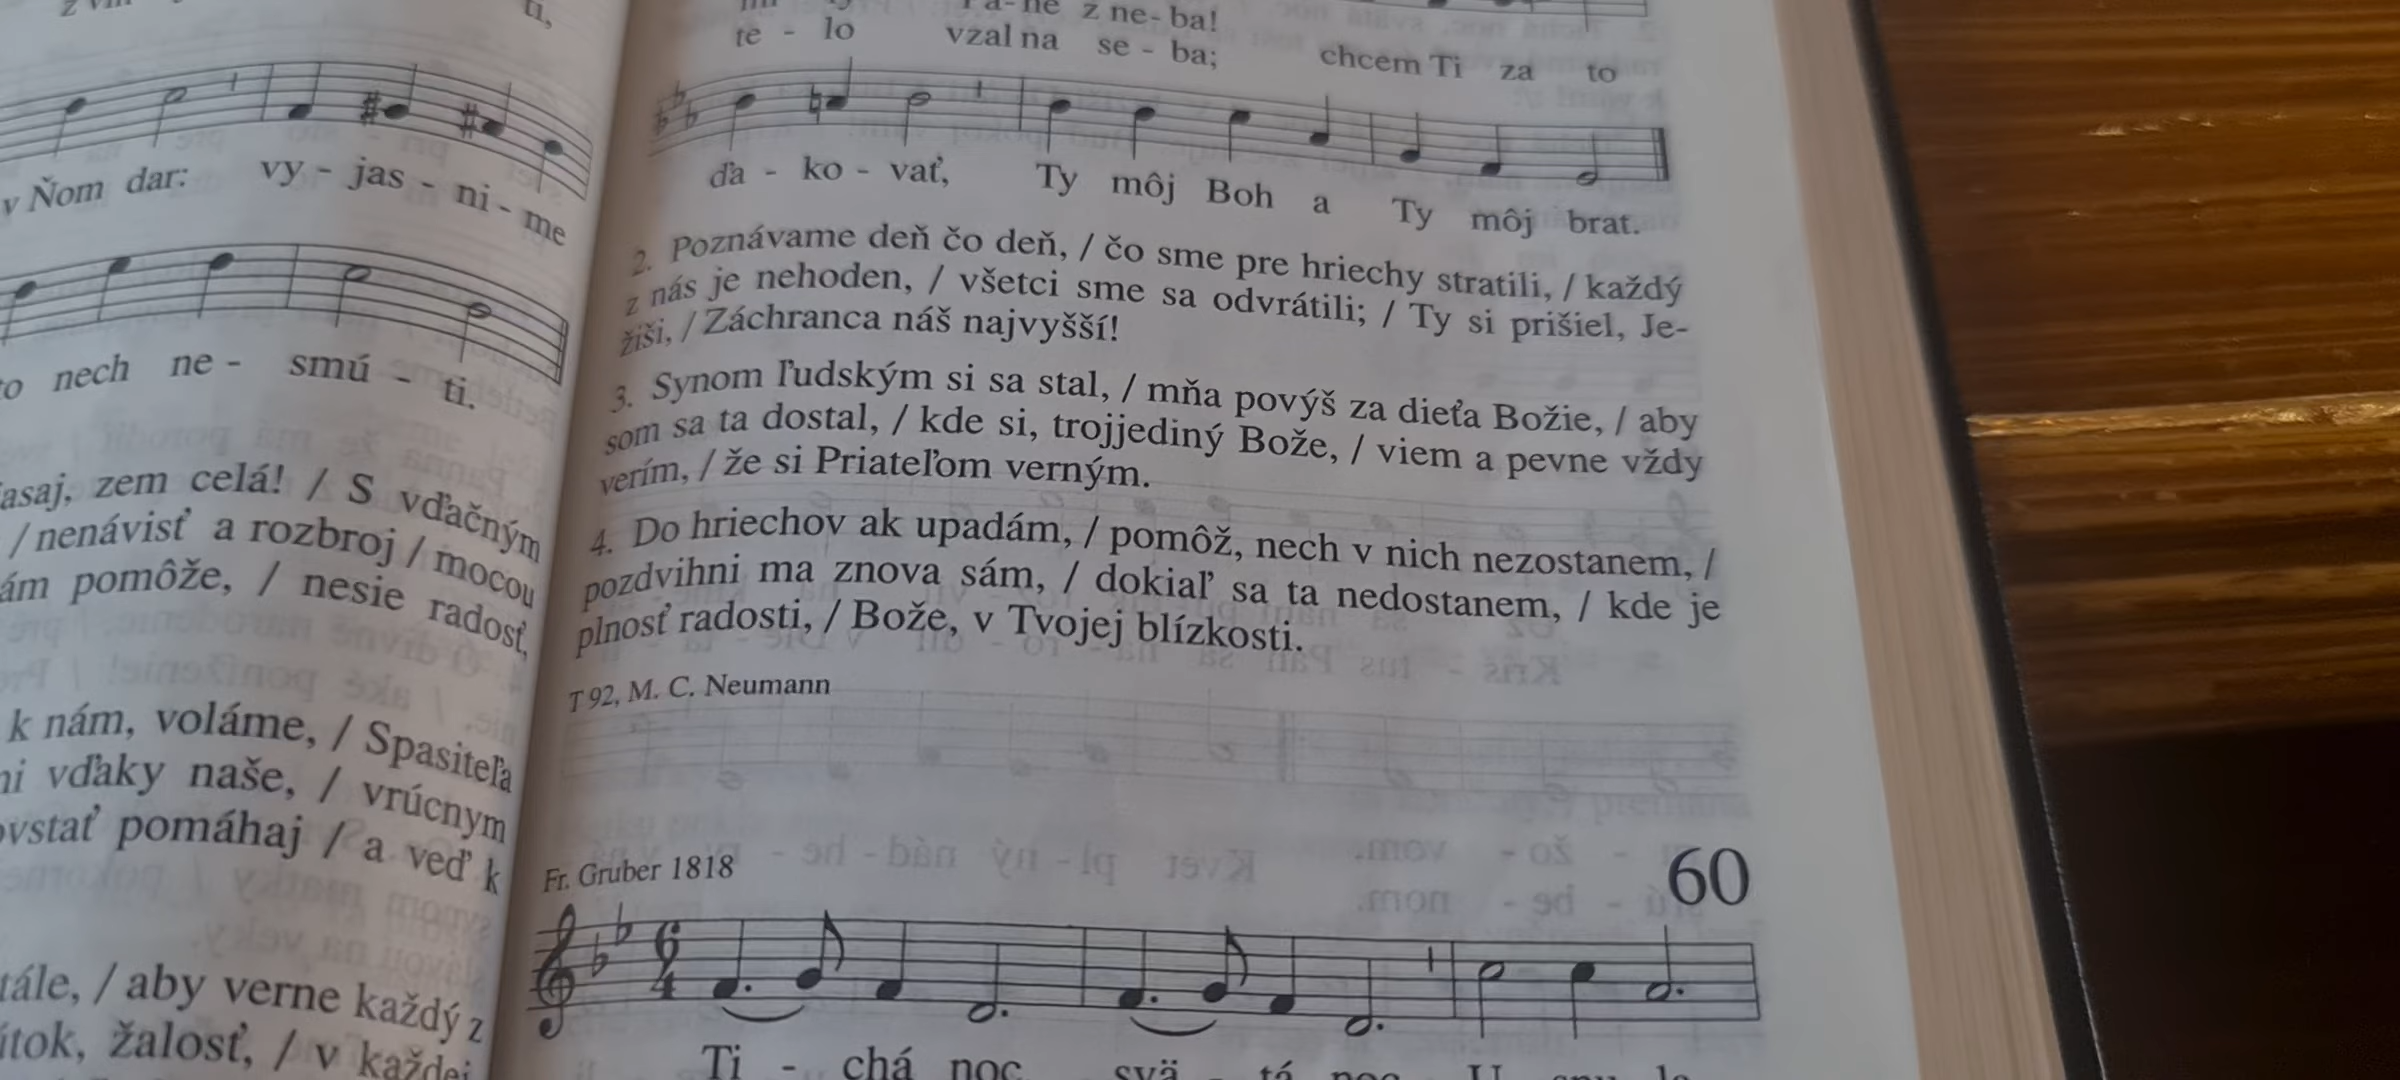 ti,
v Ňom dar: vy - jas - ni - me
nech ne - smú - ti.
zem celá! / S vďačným
/ nenávisť a rozbroj / mocou
pomôže, / nesie radosť,
k nám, voláme, / Spasiteľa
vďaky naše, / vrúcnym
pomáhaj / a veď k
/ aby verne každý z
žalosť, / v každej
z ne - ba!
te - lo vzal na se - ba; chcem Ti za to
ďa - ko - vať, Ty môj Boh a Ty môj brat.
2. Poznávame deň čo deň, / čo sme pre hriechy stratili, / každý
z nás je nehoden, / všetci sme sa odvrátili; / Ty si prišiel, Je-
žiši, / Záchranca náš najvyšší!
3. Synom ľudským si sa stal, / mňa povýš za dieťa Božie, / aby
som sa ta dostal, / kde si, trojjediný Bože, / viem a pevne vždy
verím, / že si Priateľom verným.
4. Do hriechov ak upadám, / pomôž, nech v nich nezostanem, /
pozdvihni ma znova sám, / dokiaľ sa ta nedostanem, / kde je
plnosť radosti, / Bože, v Tvojej blízkosti.
T 92, M. C. Neumann
60
Fr. Gruber 1818
6
4
Ti - chá noc svä - tá noc